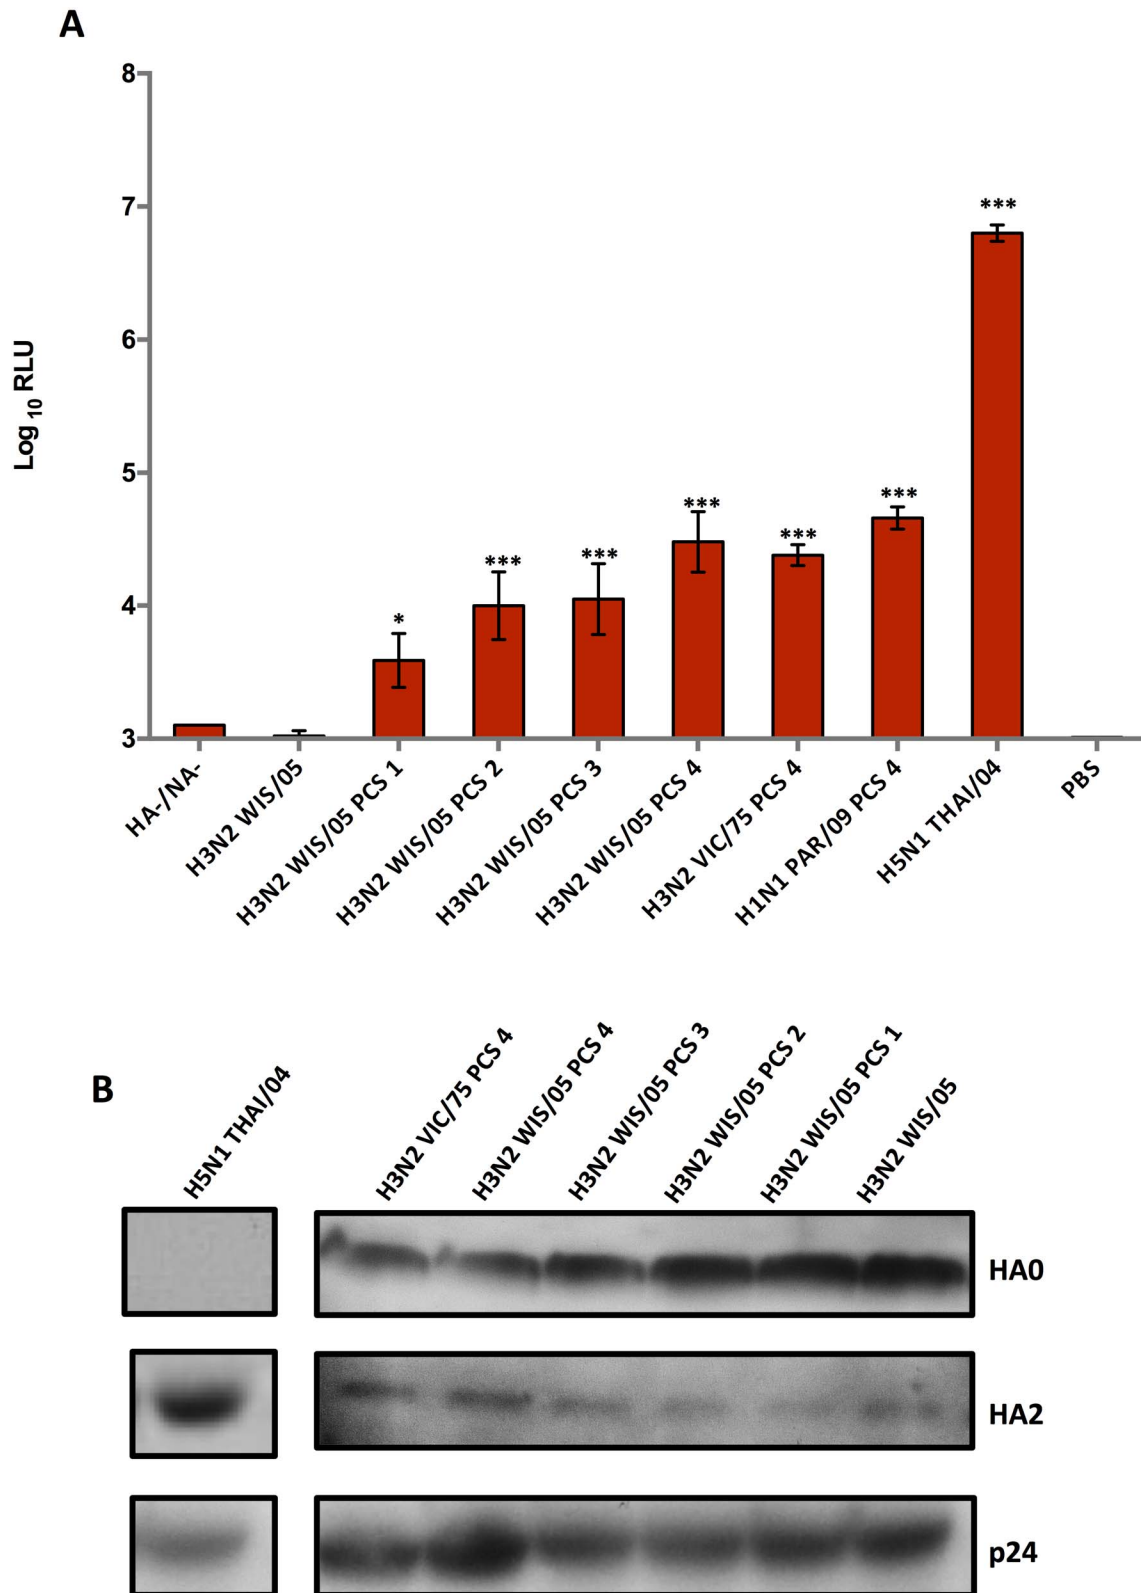 A
8
7
6
5
4
3
Log 10 RLU
*
***
***
***
***
***
***
HA-/NA-
H3N2 WIS/05
H3N2 WIS/05 PCS 1
H3N2 WIS/05 PCS 2
H3N2 WIS/05 PCS 3
H3N2 WIS/05 PCS 4
H3N2 VIC/75 PCS 4
H1N1 PAR/09 PCS 4
H5N1 THAI/04
PBS
B
H5N1 THAI/04
H3N2 VIC/75 PCS 4
H3N2 WIS/05 PCS 4
H3N2 WIS/05 PCS 3
H3N2 WIS/05 PCS 2
H3N2 WIS/05 PCS 1
H3N2 WIS/05
HA0
HA2
p24